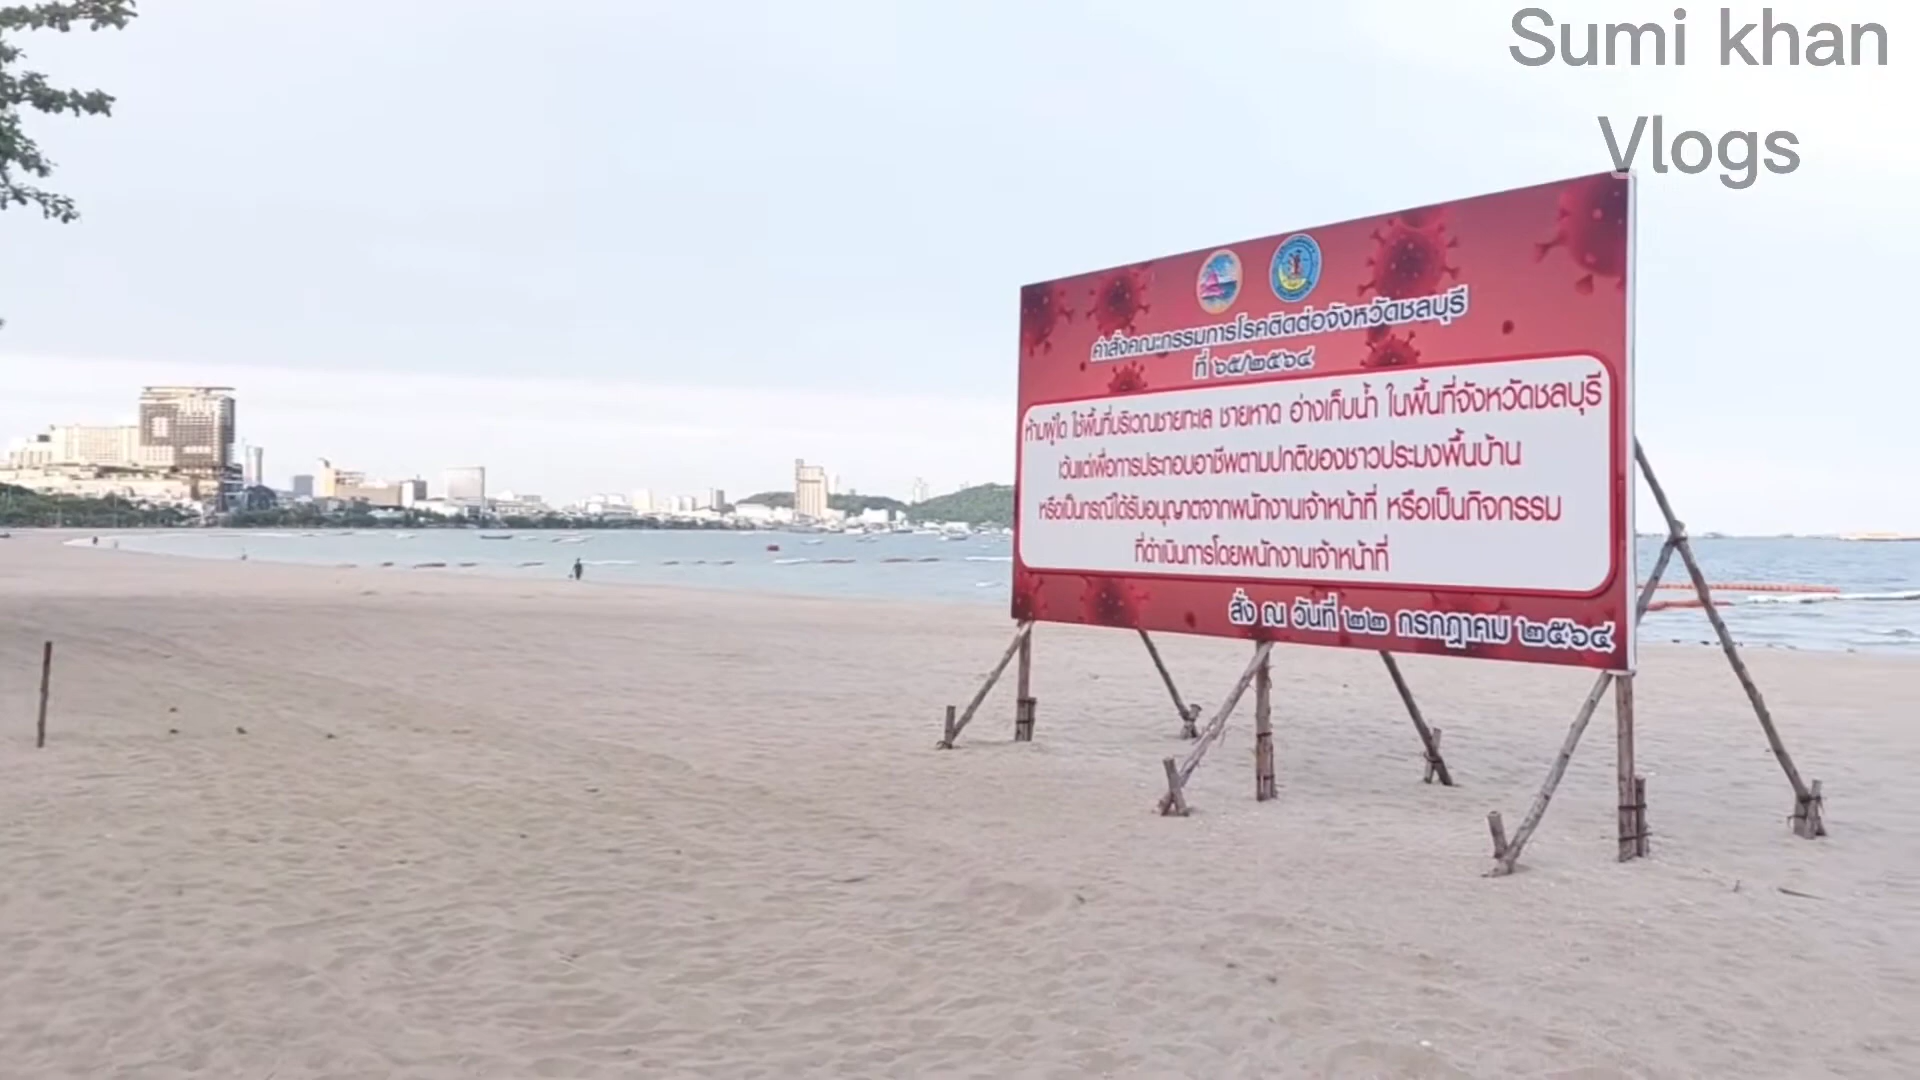 Sumi khan
Vlogs
คำสั่งคณะกรรมการโรคติดต่อจังหวัดชลบุรี
ที่ ๖๕/๒๕๖๔
ห้ามผู้ใด ใช้พื้นที่บริเวณชายทะเล ชายหาด อ่างเก็บน้ำ ในพื้นที่จังหวัดชลบุรี
เว้นแต่เพื่อการประกอบอาชีพตามปกติของชาวประมงพื้นบ้าน
หรือเป็นกรณีได้รับอนุญาตจากพนักงานเจ้าหน้าที่ หรือเป็นกิจกรรม
ที่ดำเนินการโดยพนักงานเจ้าหน้าที่
สั่ง ณ วันที่ ๒๒ กรกฎาคม ๒๕๖๔